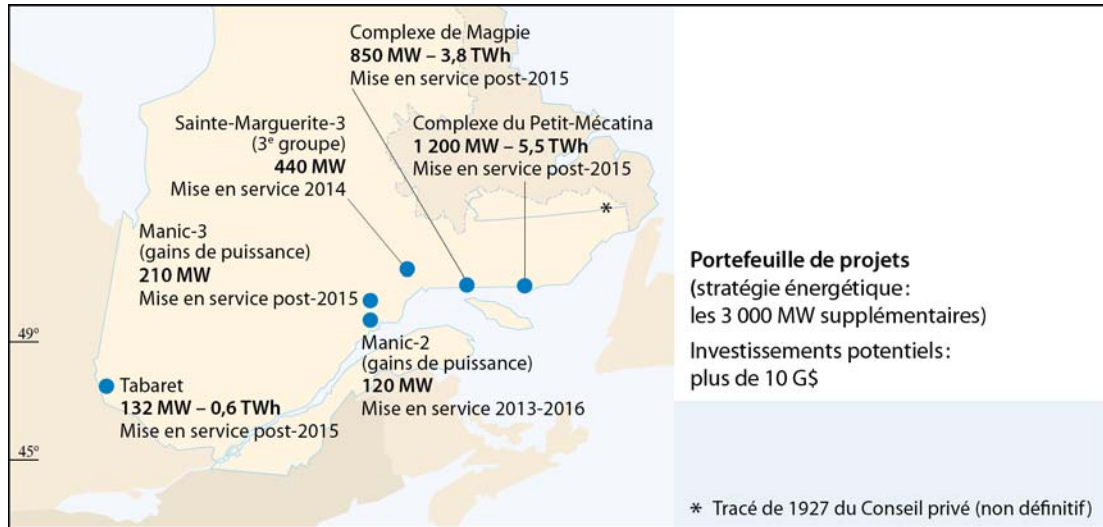 Complexe de Magpie
850 MW – 3,8 TWh
Mise en service post-2015
Sainte-Marguerite-3
(3e groupe)
440 MW
Mise en service 2014
Complexe du Petit-Mécatina
1 200 MW – 5,5 TWh
Mise en service post-2015
*
Manic-3
(gains de puissance)
210 MW
Mise en service post-2015
49°
Manic-2
(gains de puissance)
120 MW
Mise en service 2013-2016
Tabaret
132 MW – 0,6 TWh
Mise en service post-2015
45°
Portefeuille de projets
(stratégie énergétique :
les 3 000 MW supplémentaires)
Investissements potentiels :
plus de 10 G$
* Tracé de 1927 du Conseil privé (non définitif)